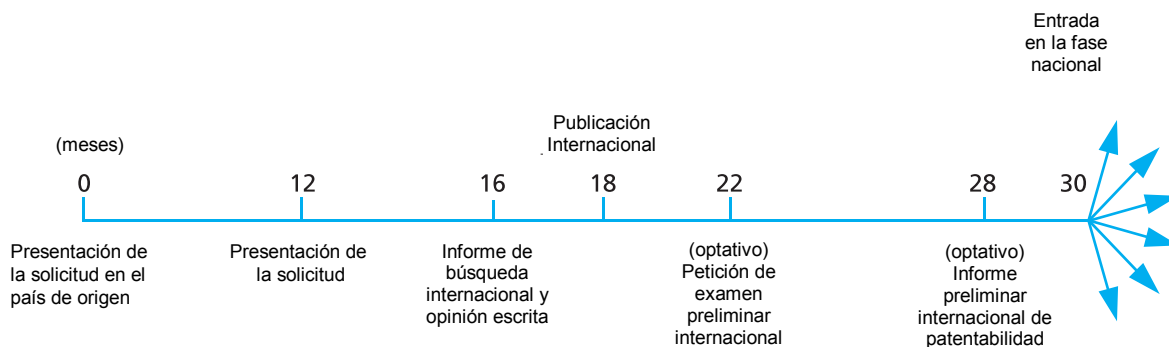 Entrada
en la fase
nacional
Publicación
Internacional
(meses)
0
12
16
18
22
28
30
Presentación de
la solicitud en el
país de origen
Presentación de
la solicitud
Informe de
búsqueda
internacional y
opinión escrita
(optativo)
Petición de
examen
preliminar
internacional
(optativo)
Informe
preliminar
internacional de
patentabilidad